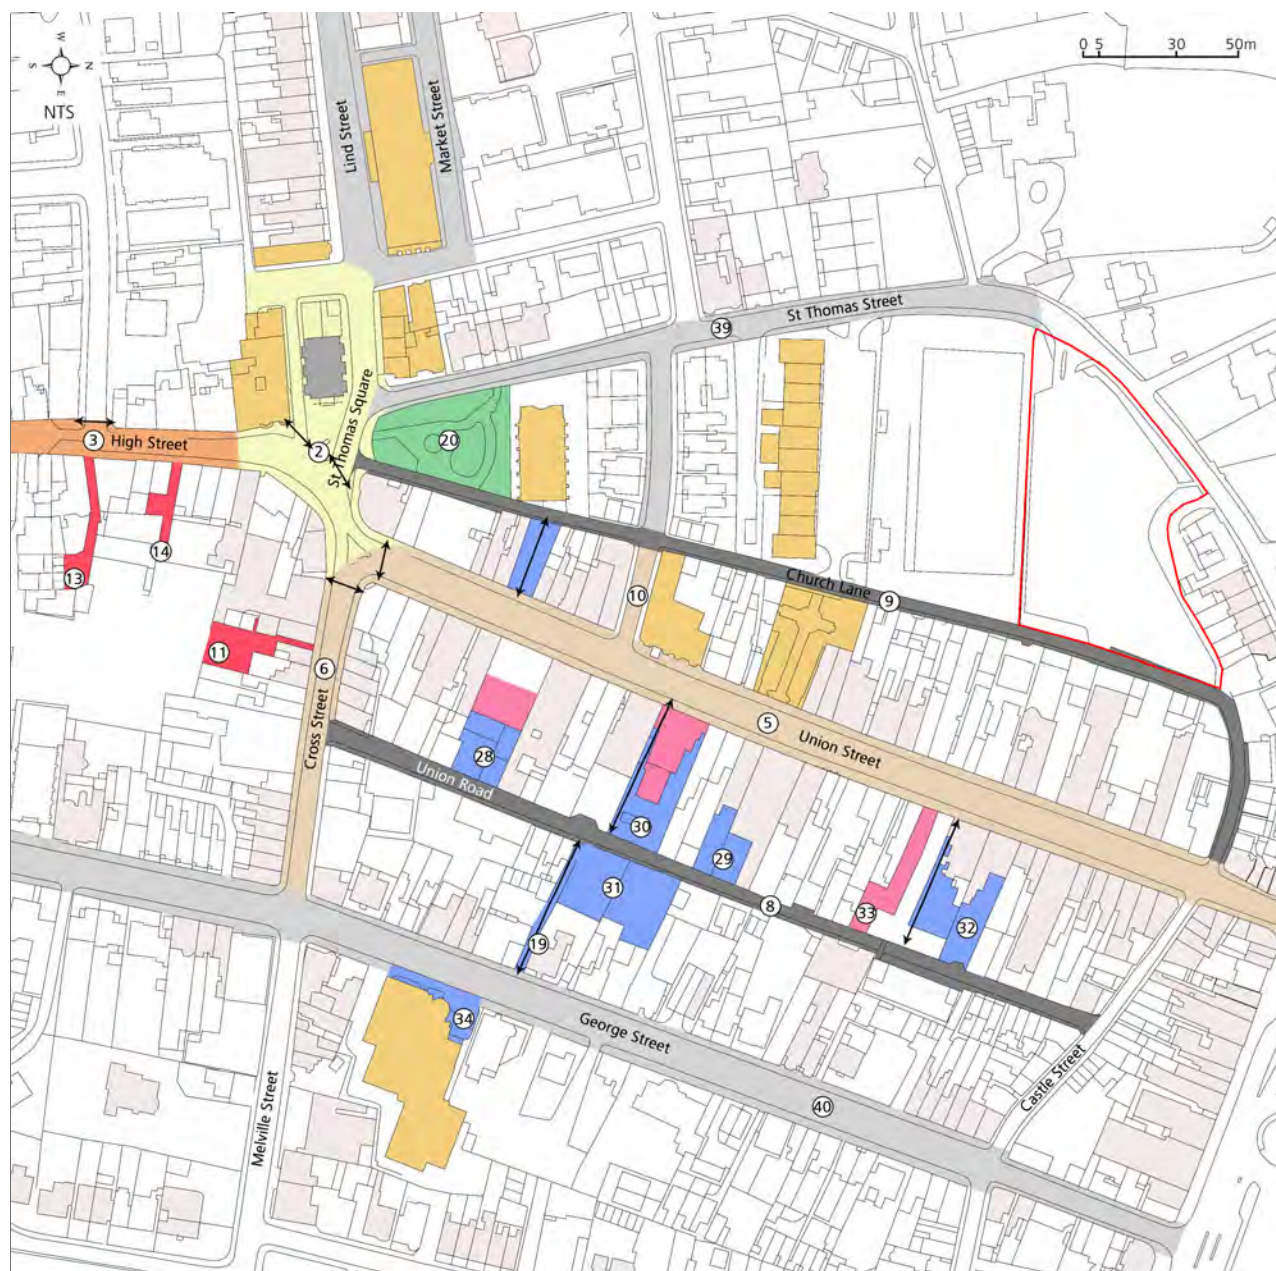 W
S N
E
NTS
0 5 30 50m
Lind Street
Market Street
St Thomas Street
39
St Thomas Square
3
High Street
2
20
13
14
Church Lane
9
10
11
6
Cross Street
5
Union Street
28
Union Road
30
29
31
8
33
32
19
34
George Street
40
Castle Street
Melville Street